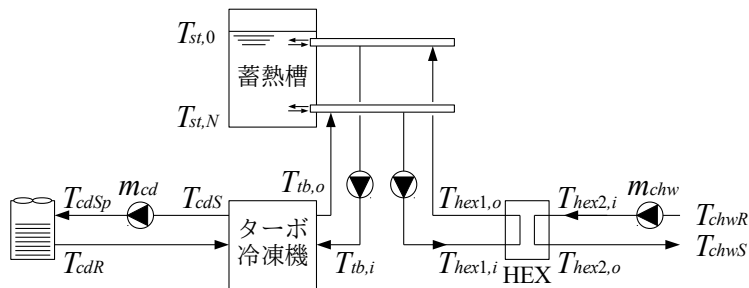 T_{st,0}
蓄熱槽
T_{st,N}
T_{cdSp} m_{cd} T_{cdS} T_{tb,o} T_{hex1,o} T_{hex2,i} m_{chw}
T_{chwR}
ターボ
冷凍機
T_{cdR} T_{tb,i} T_{hex1,i} HEX T_{hex2,o} T_{chwS}